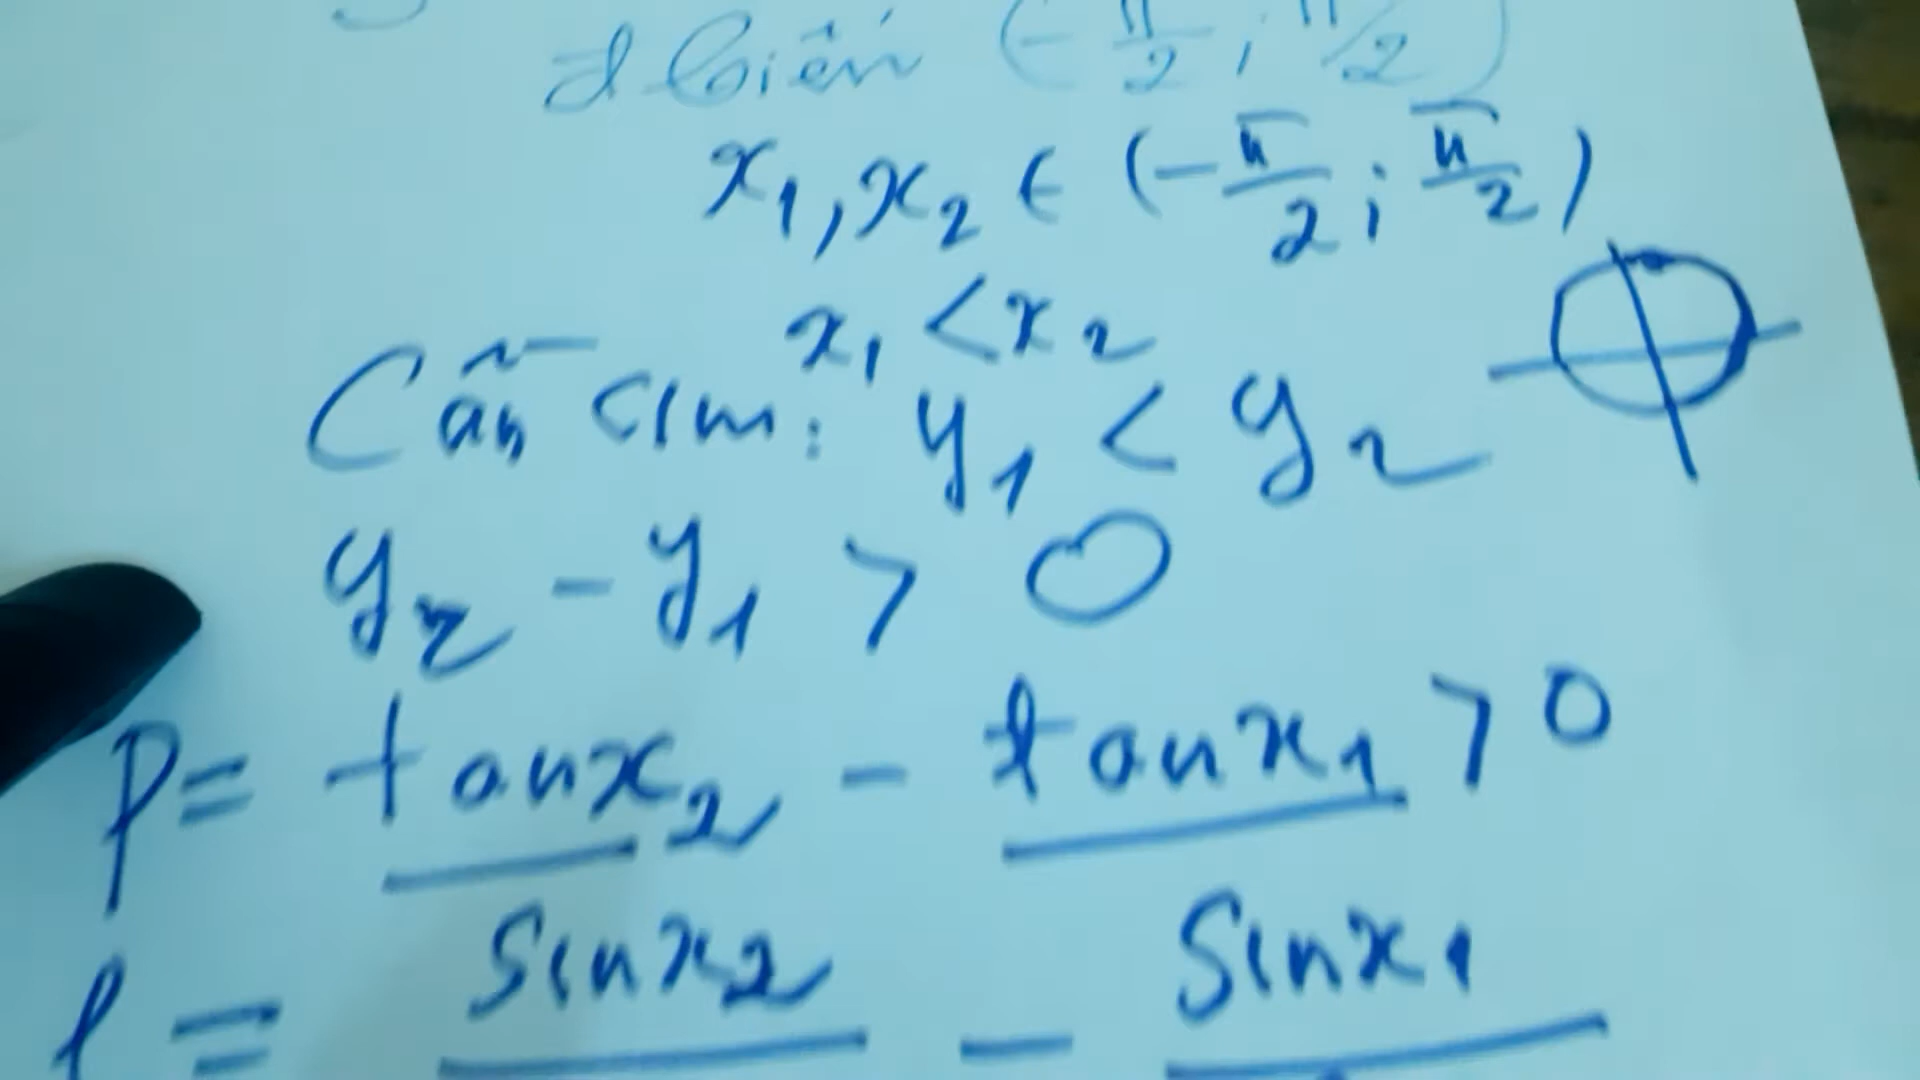 đ biến (-π/2; π/2)
x₁, x₂ ∈ (-π/2; π/2)
x₁ < x₂
Cần c/m: y₁ < y₂
y₂ - y₁ > 0
P = tanx₂ - tanx₁ > 0
P = sinx₂ - sinx₁